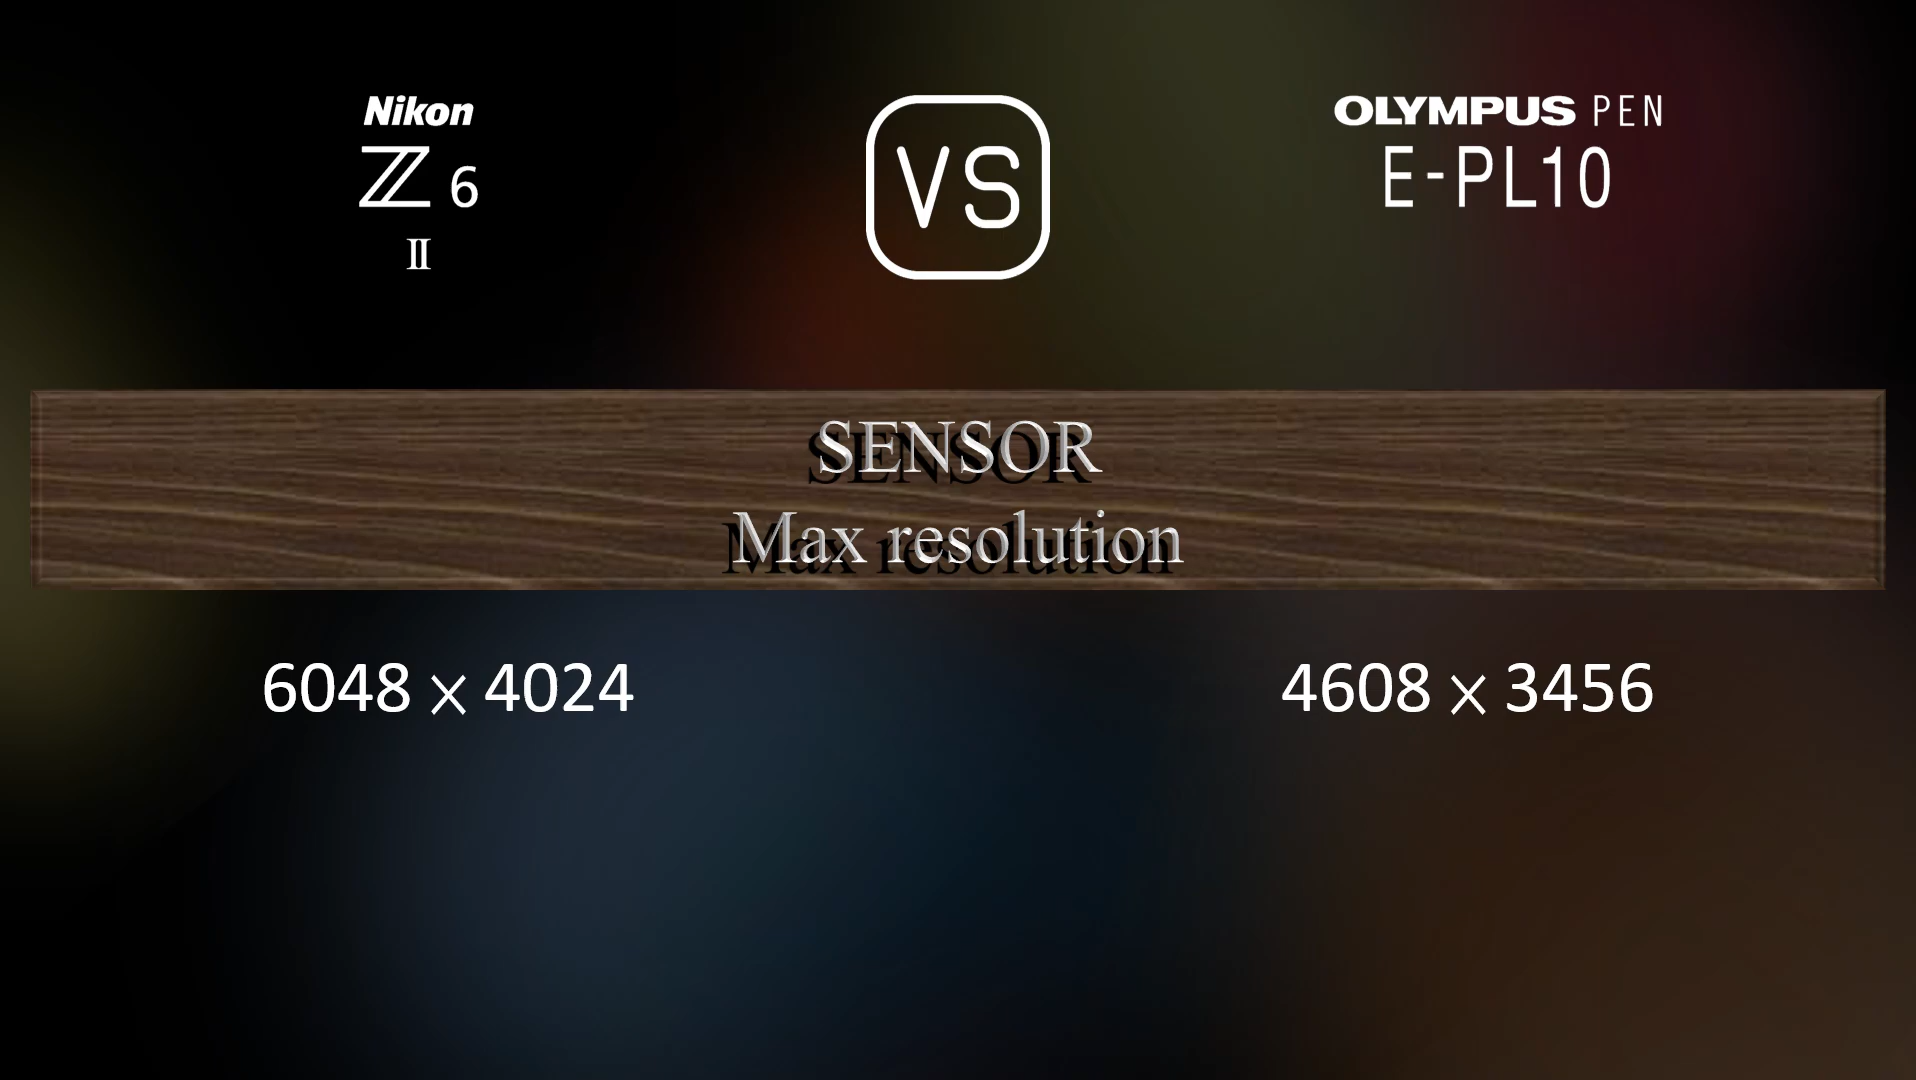 Nikon
Z 6
II
VS
OLYMPUS PEN
E-PL10
SENSOR
Max resolution
6048 x 4024
4608 x 3456